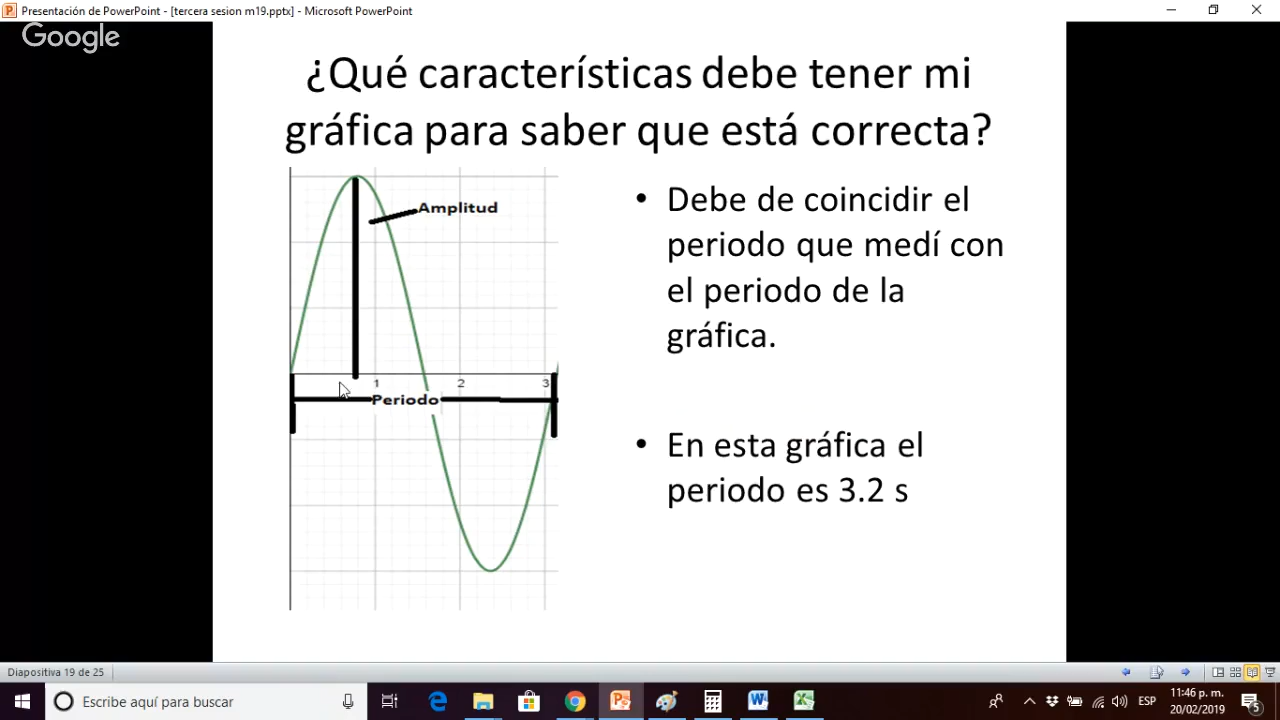 Presentación de PowerPoint - [tercera sesion m19.pptx] - Microsoft PowerPoint
Google
¿Qué características debe tener mi
gráfica para saber que está correcta?
Amplitud
1
2
3
Periodo
• Debe de coincidir el
periodo que medí con
el periodo de la
gráfica.
• En esta gráfica el
periodo es 3.2 s
Diapositiva 19 de 25
Escribe aquí para buscar
ESP
11:46 p. m.
20/02/2019
5